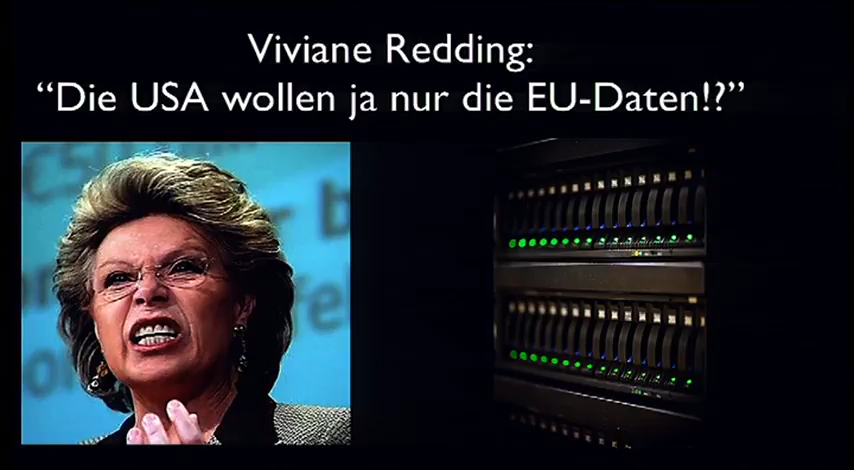 Viviane Redding:
“Die USA wollen ja nur die EU-Daten!?”